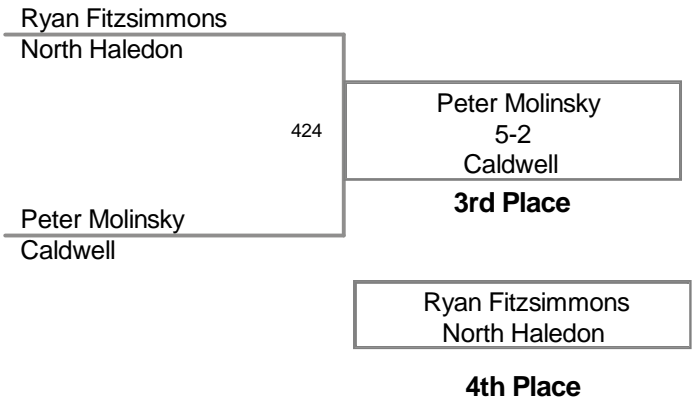 Ryan Fitzsimmons
North Haledon
424
Peter Molinsky
5-2
Caldwell
3rd Place
Peter Molinsky
Caldwell
Ryan Fitzsimmons
North Haledon
4th Place